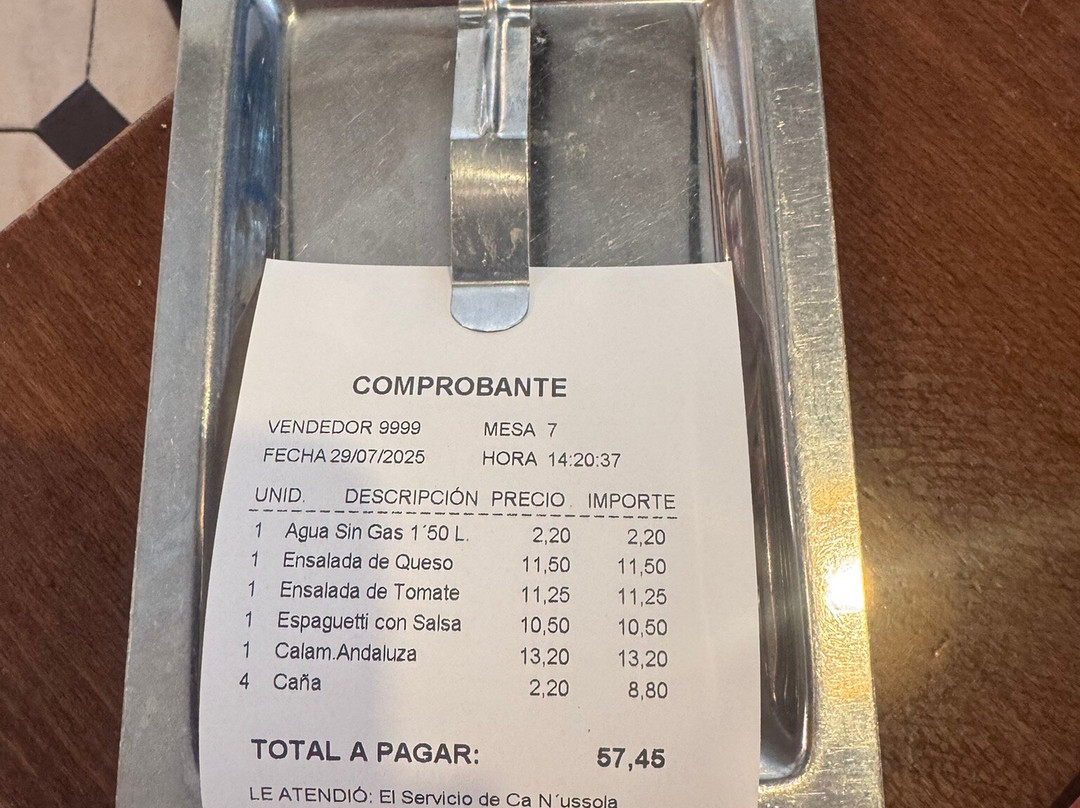 COMPROBANTE
VENDEDOR 9999 MESA 7
FECHA 29/07/2025 HORA 14:20:37
UNID. DESCRIPCIÓN PRECIO. IMPORTE
1 Agua Sin Gas 1´50 L. 2,20 2,20
1 Ensalada de Queso 11,50 11,50
1 Ensalada de Tomate 11,25 11,25
1 Espaguetti con Salsa 10,50 10,50
1 Calam.Andaluza 13,20 13,20
4 Caña 2,20 8,80
TOTAL A PAGAR: 57,45
LE ATENDIÓ: El Servicio de Ca N´ussola